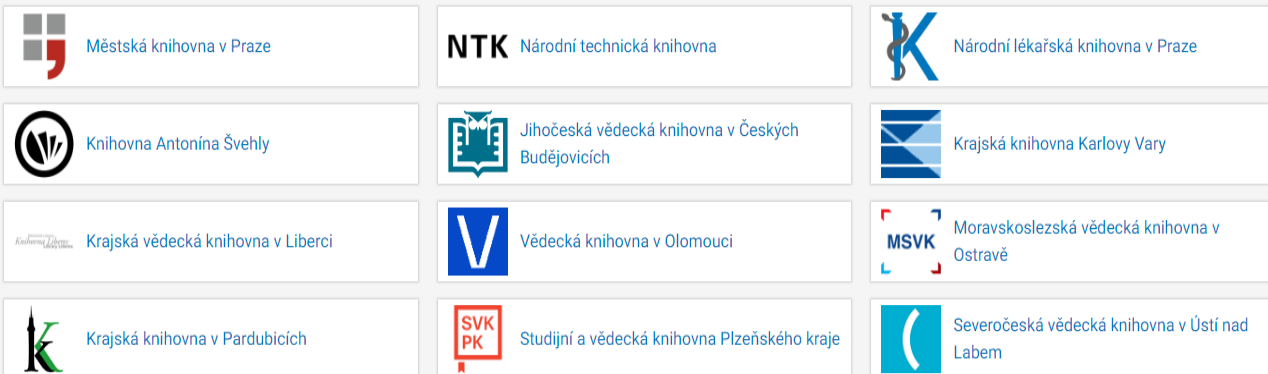 Městská knihovna v Praze
NTK Národní technická knihovna
Národní lékařská knihovna v Praze
Knihovna Antonína Švehly
Jihočeská vědecká knihovna v Českých
Budějovicích
Krajská knihovna Karlovy Vary
Knihovna Liberec
Krajská vědecká knihovna v Liberci
V Vědecká knihovna v Olomouci
MSVK
Moravskoslezská vědecká knihovna v
Ostravě
Krajská knihovna v Pardubicích
SVK
PK
Studijní a vědecká knihovna Plzeňského kraje
Severočeská vědecká knihovna v Ústí nad
Labem